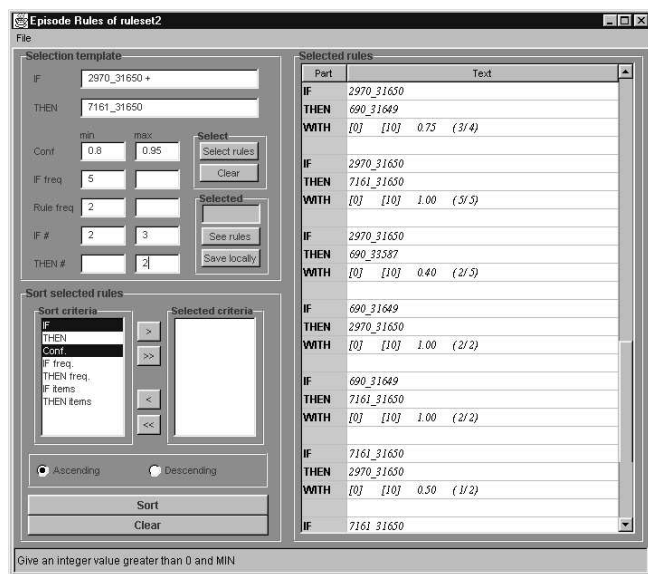 Episode Rules of ruleset2
File
Selection template
IF 2970_31650 +
THEN 7161_31650
min max
Conf 0.8 0.95
IF freq 5
Rule freq 2
IF # 2 3
THEN # 2
Select
Select rules
Clear
Selected
See rules
Save locally
Sort selected rules
Sort criteria
IF
THEN
Conf.
IF freq.
THEN freq.
IF items
THEN items
>
>>
<
<<
Selected criteria
Ascending Descending
Sort
Clear
Selected rules
Part Text
IF 2970_31650
THEN 690_31649
WITH [0] [10] 0.75 (3/4)
IF 2970_31650
THEN 7161_31650
WITH [0] [10] 1.00 (5/5)
IF 2970_31650
THEN 690_33587
WITH [0] [10] 0.40 (2/5)
IF 690_31649
THEN 2970_31650
WITH [0] [10] 1.00 (2/2)
IF 690_31649
THEN 7161_31650
WITH [0] [10] 1.00 (2/2)
IF 7161_31650
THEN 2970_31650
WITH [0] [10] 0.50 (1/2)
IF 7161_31650
Give an integer value greater than 0 and MIN